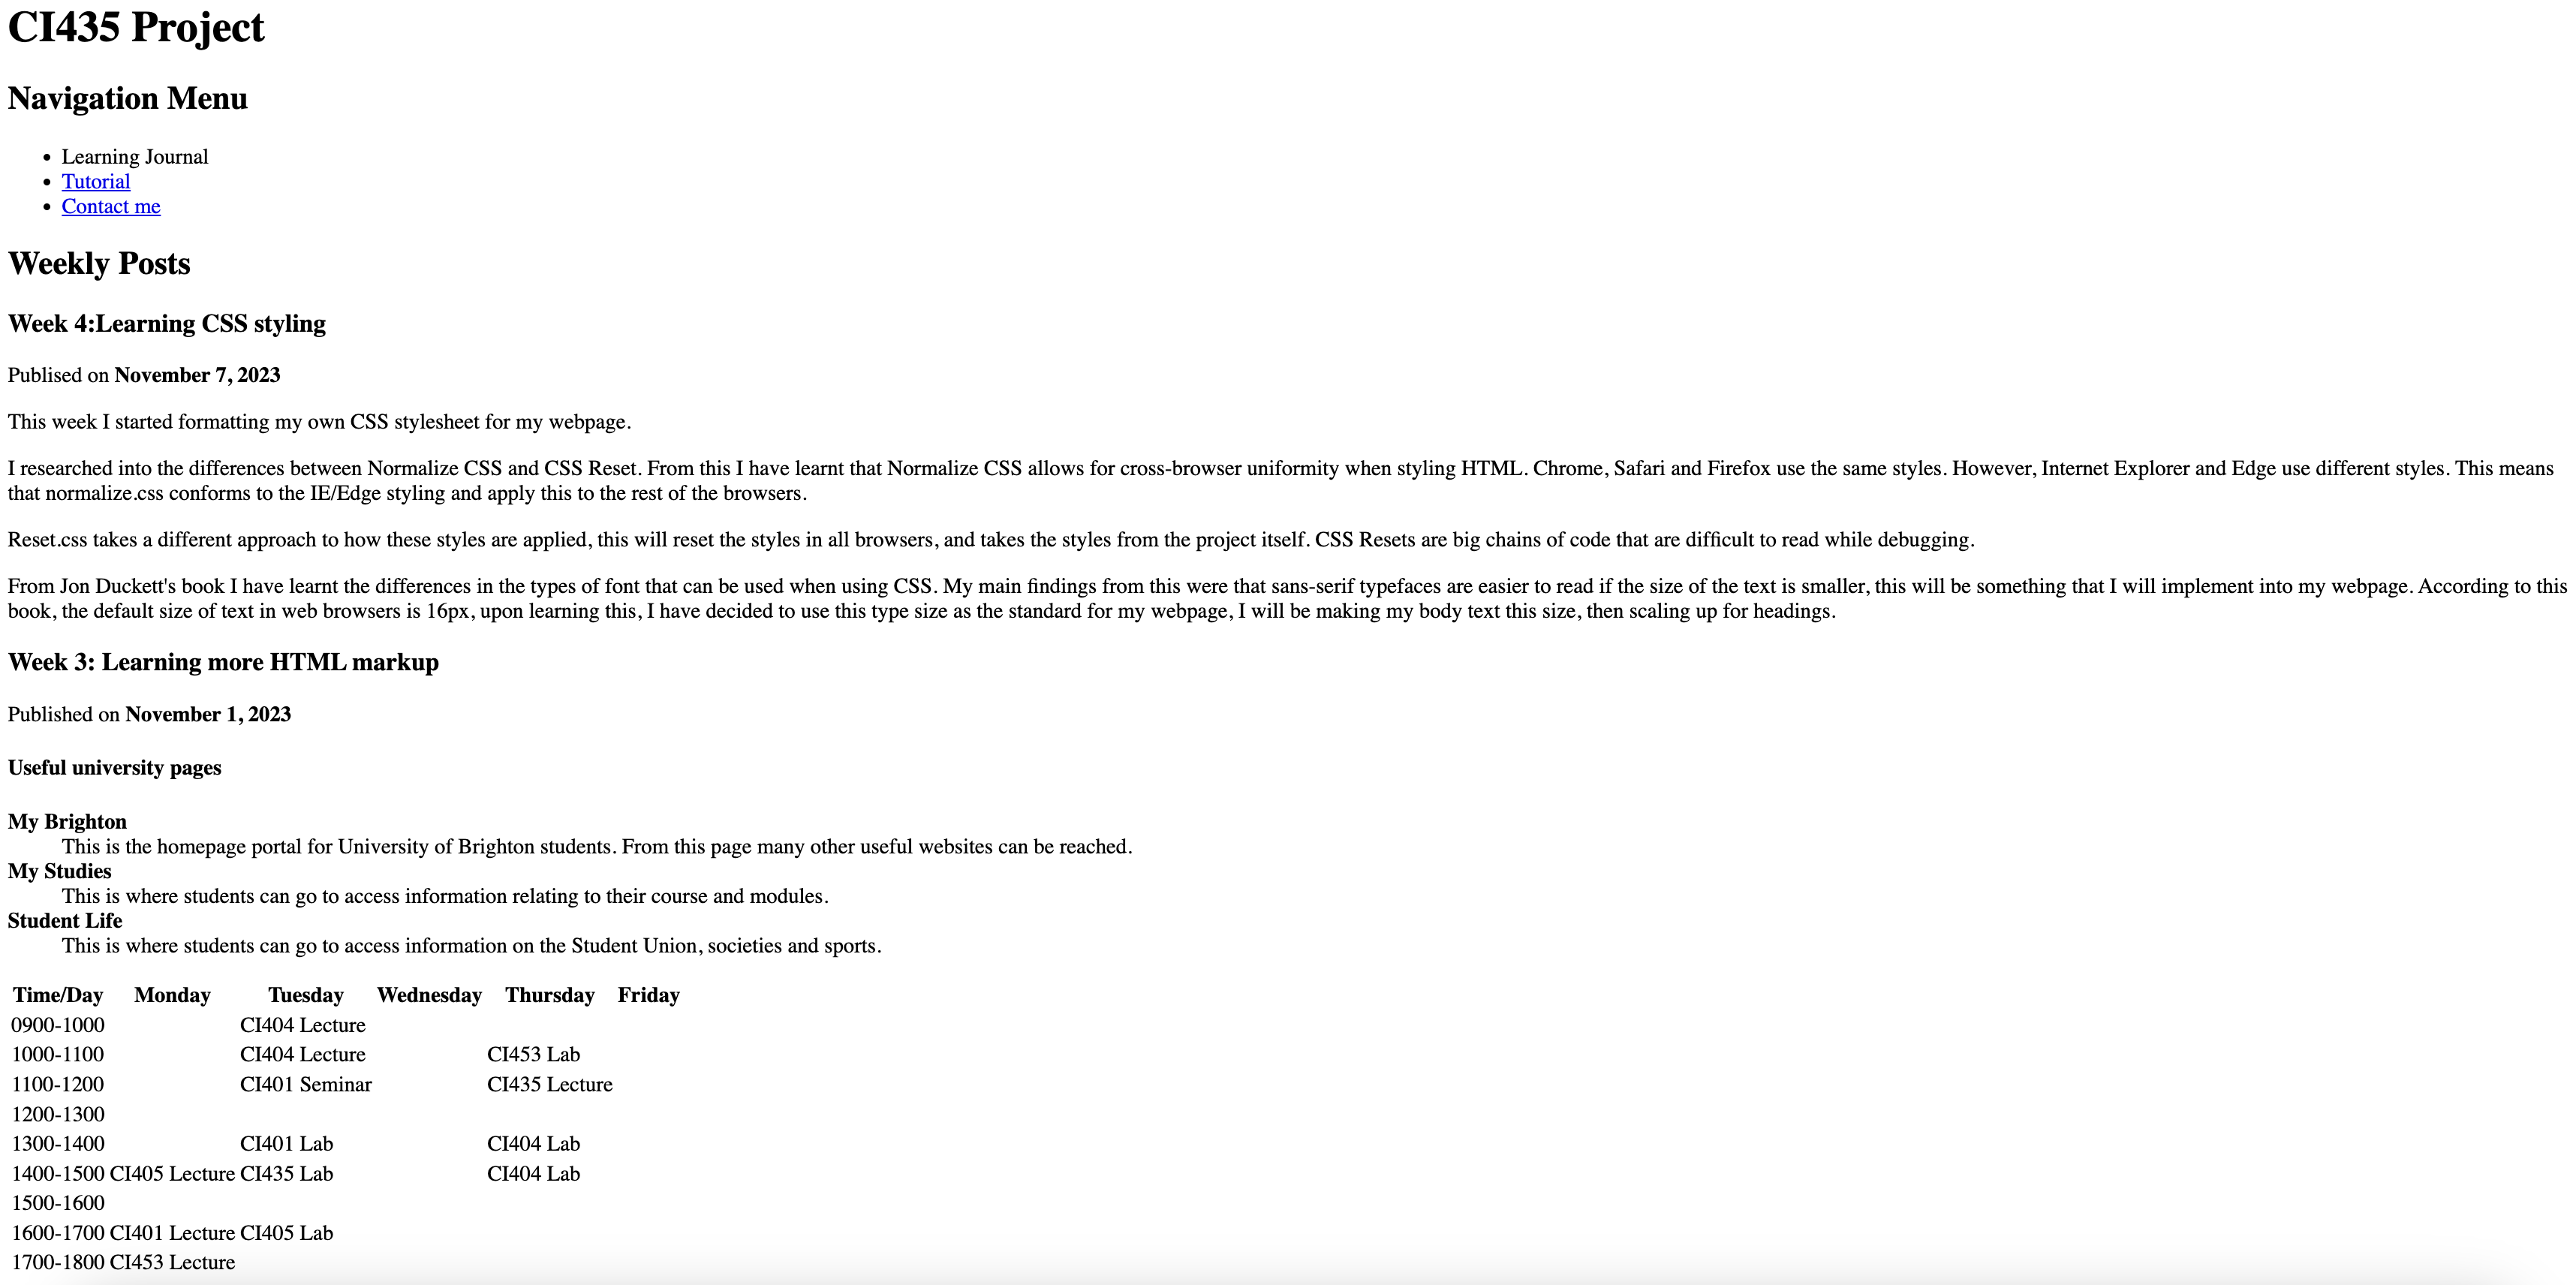 CI435 Project
Navigation Menu
Learning Journal
Tutorial
Contact me
Weekly Posts
Week 4:Learning CSS styling
Publised on November 7, 2023
This week I started formatting my own CSS stylesheet for my webpage.
I researched into the differences between Normalize CSS and CSS Reset. From this I have learnt that Normalize CSS allows for cross-browser uniformity when styling HTML. Chrome, Safari and Firefox use the same styles. However, Internet Explorer and Edge use different styles. This means
that normalize.css conforms to the IE/Edge styling and apply this to the rest of the browsers.
Reset.css takes a different approach to how these styles are applied, this will reset the styles in all browsers, and takes the styles from the project itself. CSS Resets are big chains of code that are difficult to read while debugging.
From Jon Duckett's book I have learnt the differences in the types of font that can be used when using CSS. My main findings from this were that sans-serif typefaces are easier to read if the size of the text is smaller, this will be something that I will implement into my webpage. According to this
book, the default size of text in web browsers is 16px, upon learning this, I have decided to use this type size as the standard for my webpage, I will be making my body text this size, then scaling up for headings.
Week 3: Learning more HTML markup
Published on November 1, 2023
Useful university pages
My Brighton
This is the homepage portal for University of Brighton students. From this page many other useful websites can be reached.
My Studies
This is where students can go to access information relating to their course and modules.
Student Life
This is where students can go to access information on the Student Union, societies and sports.
Time/Day Monday Tuesday Wednesday Thursday Friday
0900-1000 CI404 Lecture
1000-1100 CI404 Lecture CI453 Lab
1100-1200 CI401 Seminar CI435 Lecture
1200-1300
1300-1400 CI401 Lab CI404 Lab
1400-1500 CI405 Lecture CI435 Lab CI404 Lab
1500-1600
1600-1700 CI401 Lecture CI405 Lab
1700-1800 CI453 Lecture